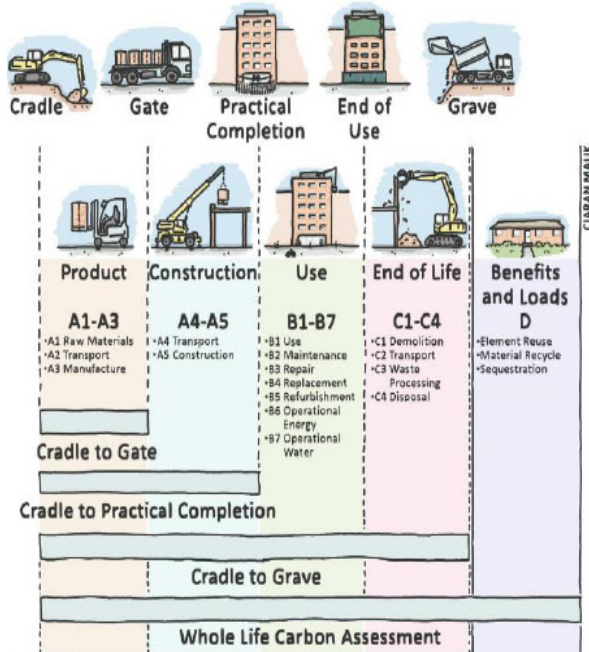 Cradle
Gate
Practical
Completion
End of
Use
Grave
CIARAN MALIK
Product
A1-A3
•A1 Raw Materials
•A2 Transport
•A3 Manufacture
Construction
A4-A5
•A4 Transport
•A5 Construction
Use
B1-B7
•B1 Use
•B2 Maintenance
•B3 Repair
•B4 Replacement
•B5 Refurbishment
•B6 Operational
Energy
•B7 Operational
Water
End of Life
C1-C4
•C1 Demolition
•C2 Transport
•C3 Waste
Processing
•C4 Disposal
Benefits
and Loads
D
•Element Reuse
•Material Recycle
•Sequestration
Cradle to Gate
Cradle to Practical Completion
Cradle to Grave
Whole Life Carbon Assessment